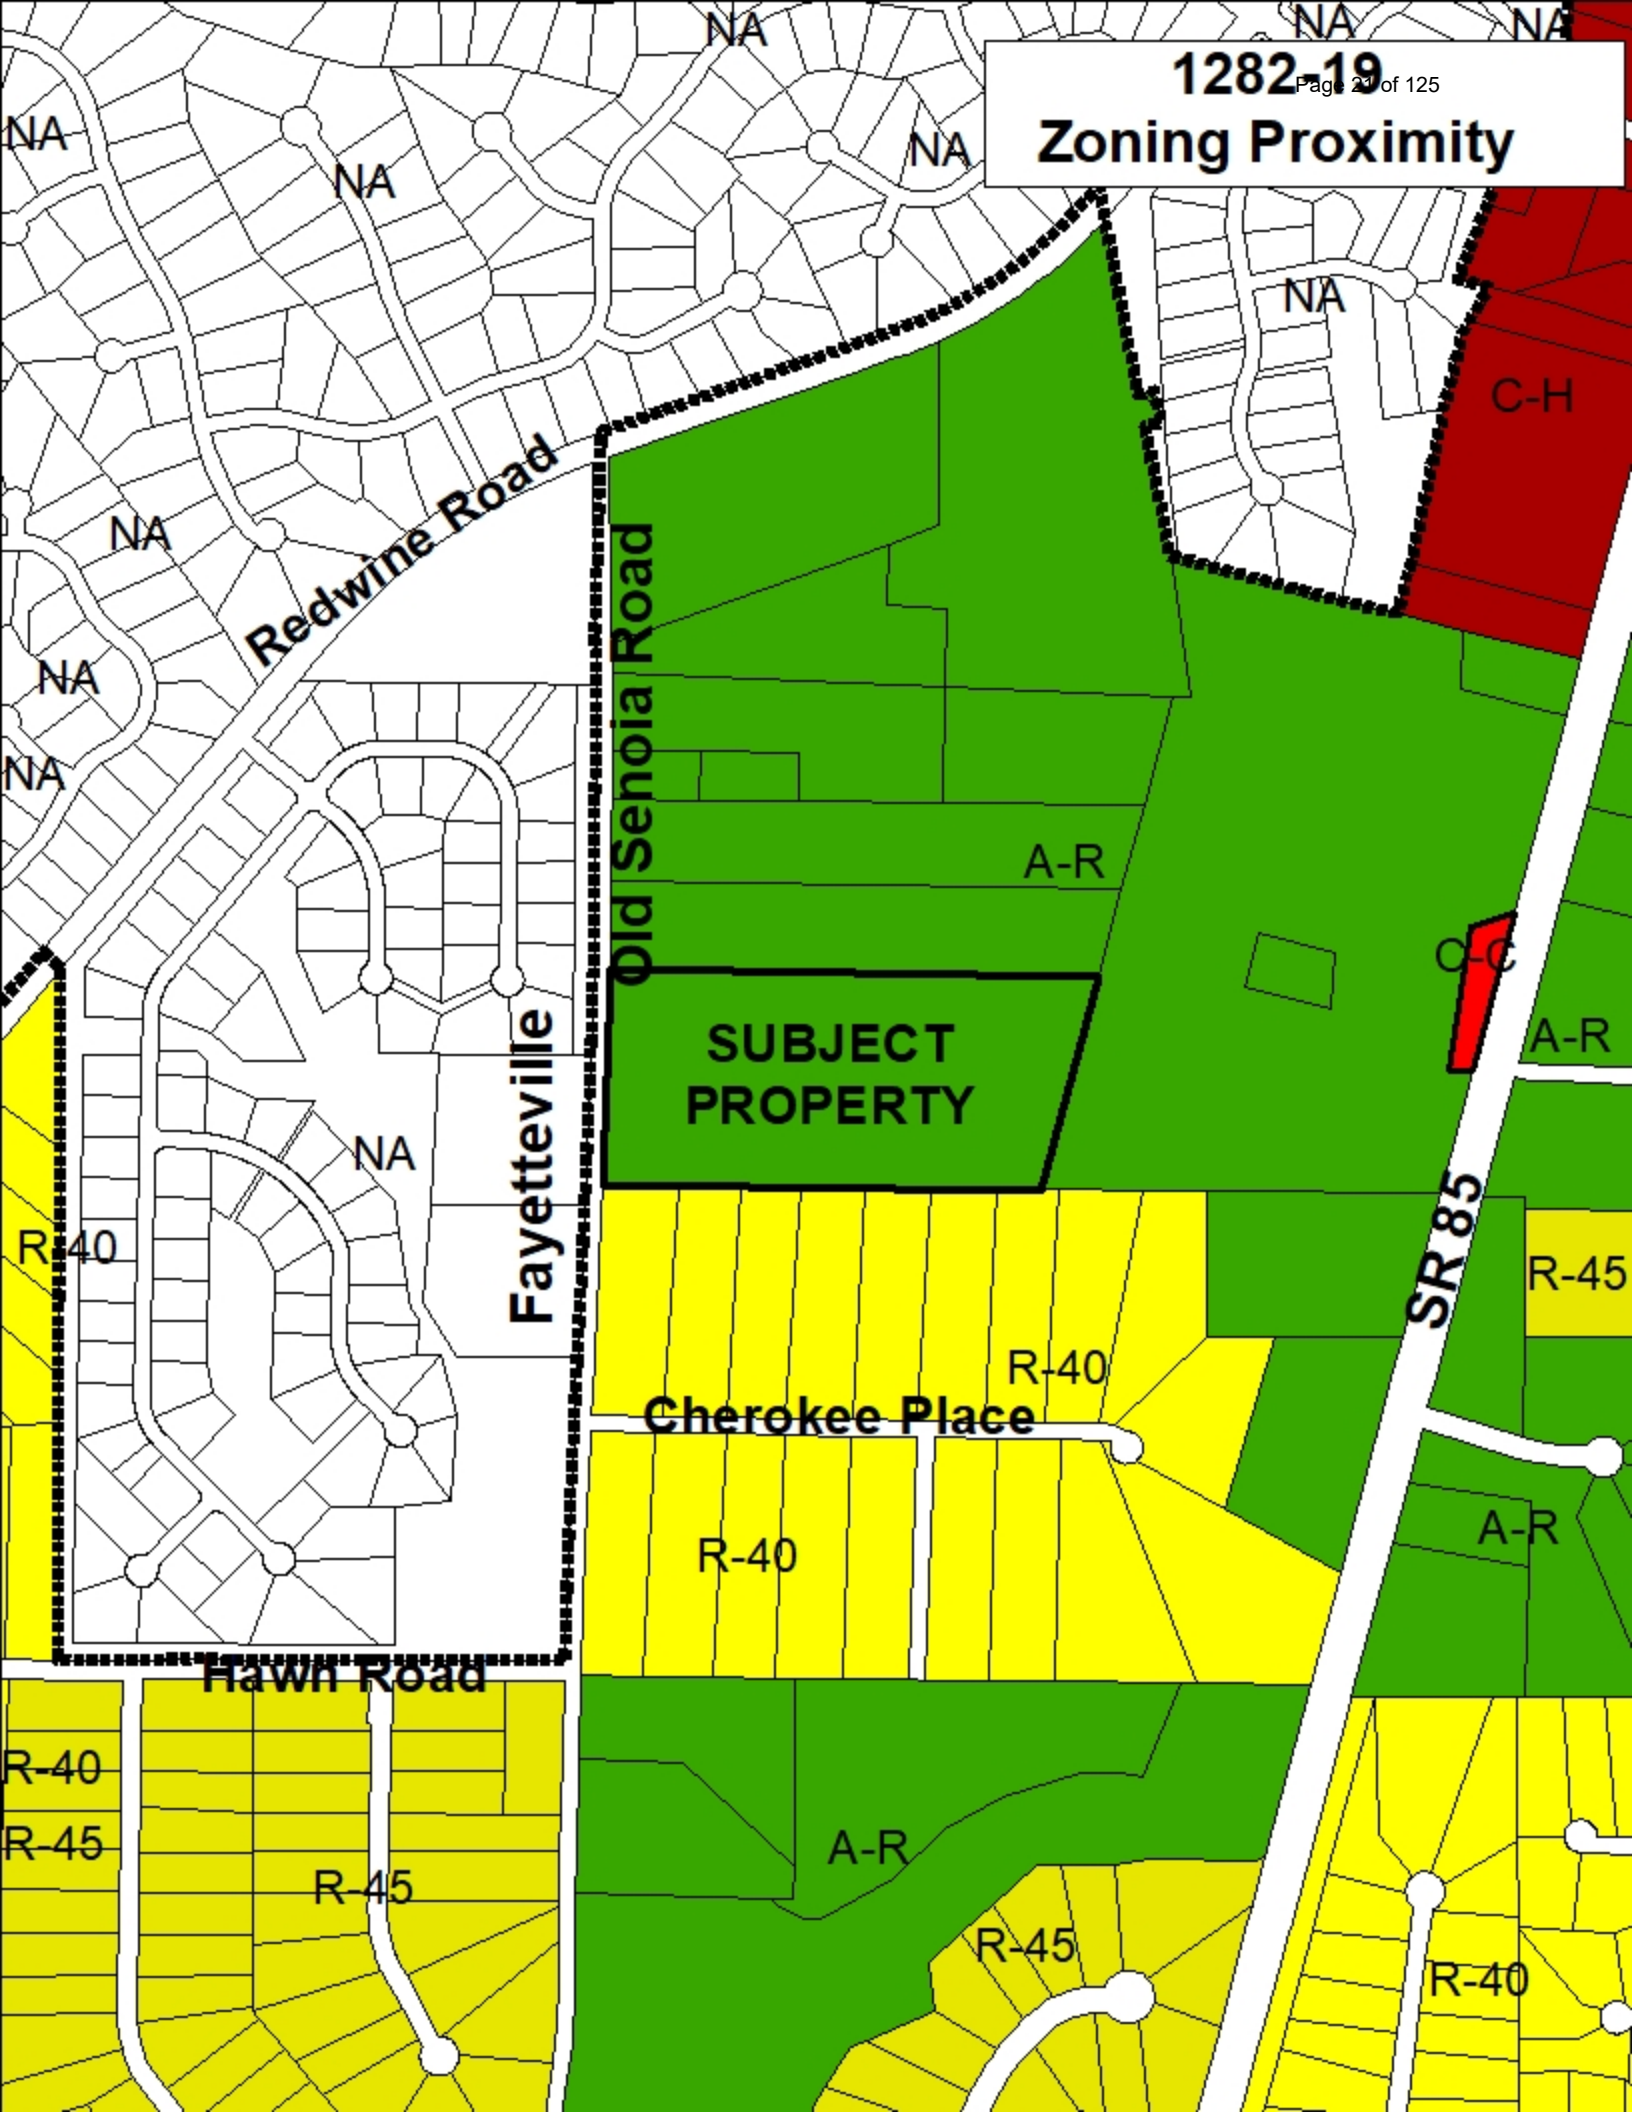 NA
NA
NA
1282-19
Page 21 of 125
Zoning Proximity
NA
NA
NA
NA
C-H
Redwine Road
NA
Old Senoia Road
NA
NA
A-R
C-C
A-R
SUBJECT
PROPERTY
Fayetteville
NA
SR 85
R-40
R-45
R-40
Cherokee Place
R-40
A-R
Hawn Road
R-40
R-45
R-45
A-R
R-45
R-40